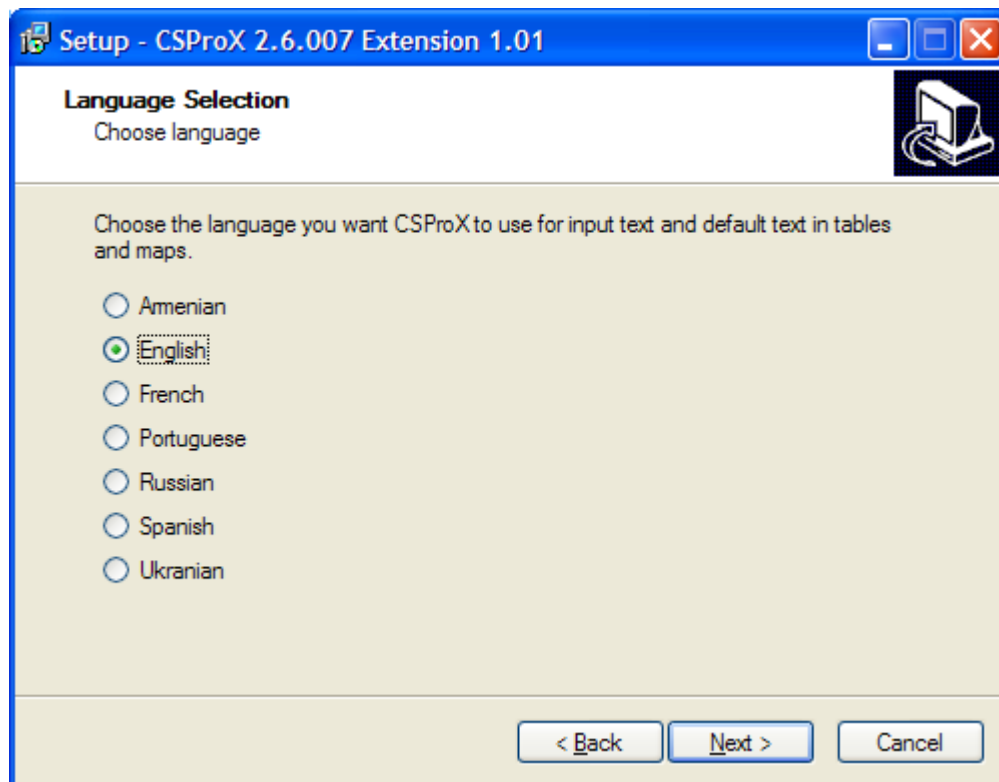 Setup - CSProX 2.6.007 Extension 1.01
Language Selection
Choose language
Choose the language you want CSProX to use for input text and default text in tables
and maps.
Armenian
English
French
Portuguese
Russian
Spanish
Ukranian
< Back
Next >
Cancel